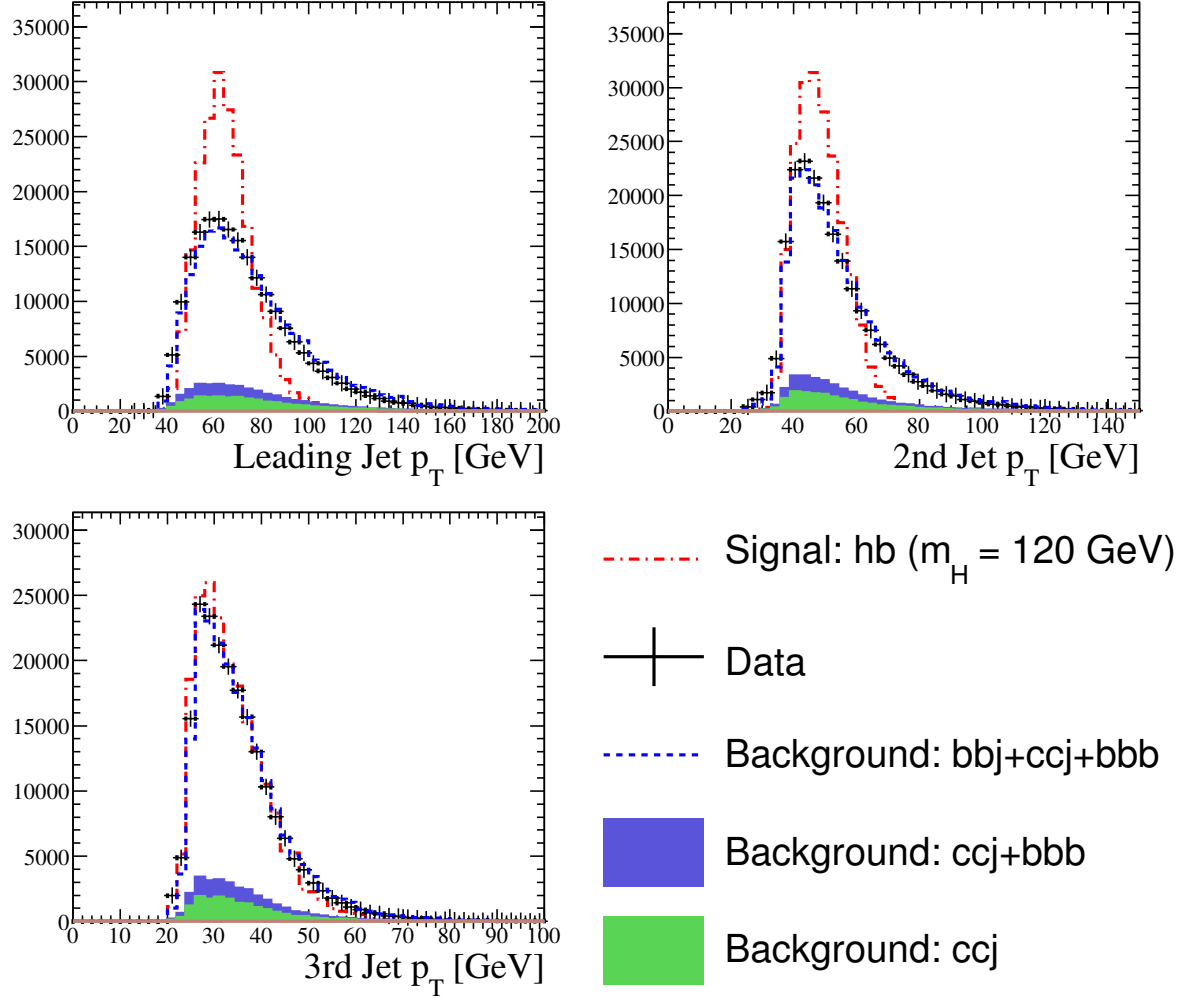 35000
30000
25000
20000
15000
10000
5000
0
0 20 40 60 80 100 120 140 160 180 200
Leading Jet p_T [GeV]
35000
30000
25000
20000
15000
10000
5000
0
0 20 40 60 80 100 120 140
2nd Jet p_T [GeV]
30000
25000
20000
15000
10000
5000
0
0 10 20 30 40 50 60 70 80 90 100
3rd Jet p_T [GeV]
Signal: hb (m_H = 120 GeV)
Data
Background: bbj+ccj+bbb
Background: ccj+bbb
Background: ccj